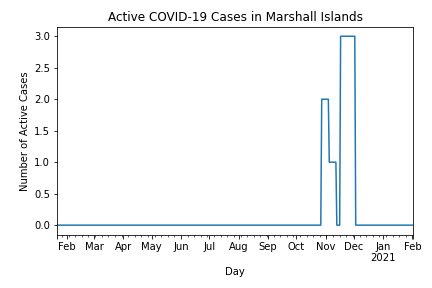 Active COVID-19 Cases in Marshall Islands
Number of Active Cases
3.0
2.5
2.0
1.5
1.0
0.5
0.0
Feb Mar Apr May Jun Jul Aug Sep Oct Nov Dec Jan Feb
2021
Day